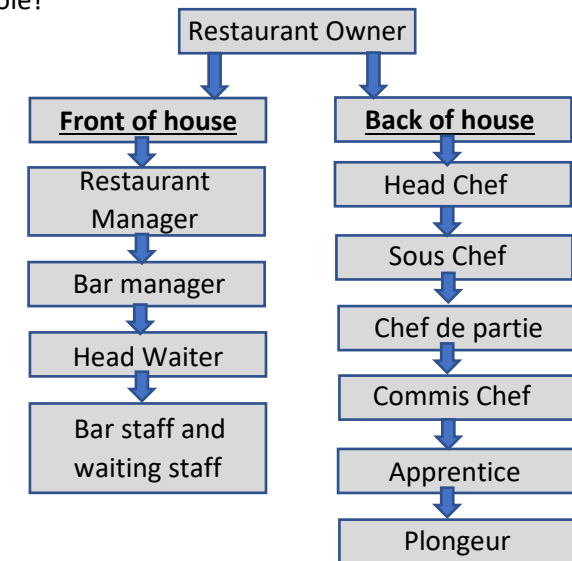 Restaurant Owner
Front of house
Restaurant
Manager
Bar manager
Head Waiter
Bar staff and
waiting staff
Back of house
Head Chef
Sous Chef
Chef de partie
Commis Chef
Apprentice
Plongeur